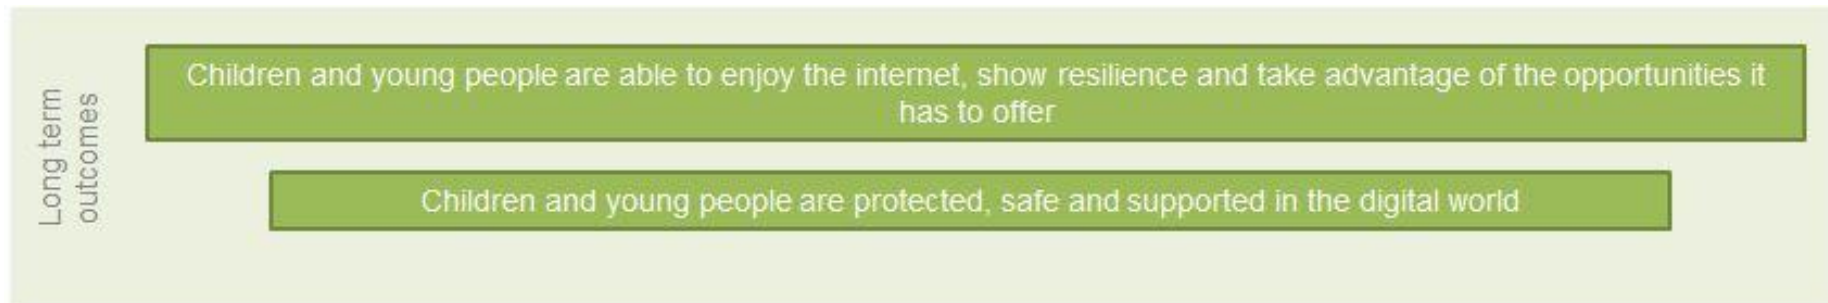 Long term
outcomes
Children and young people are able to enjoy the internet, show resilience and take advantage of the opportunities it
has to offer
Children and young people are protected, safe and supported in the digital world